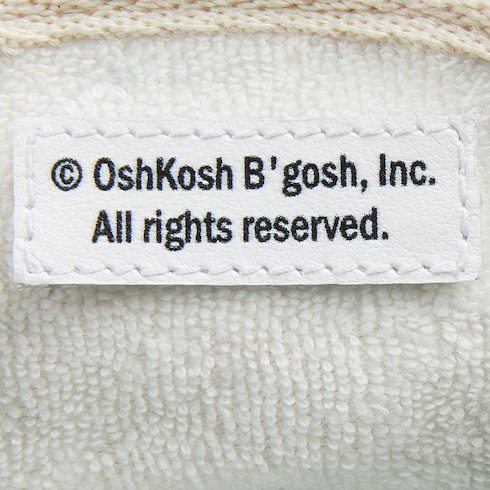 © OshKosh B'gosh, Inc.
All rights reserved.